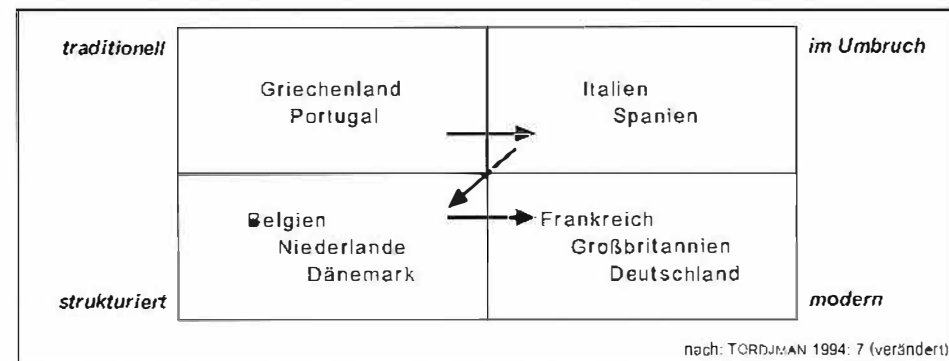 traditionell
im Umbruch
Griechenland
Portugal
Italien
Spanien
Belgien
Niederlande
Dänemark
Frankreich
Großbritannien
Deutschland
strukturiert
modern
nach: TORDJMAN 1994: 7 (verändert)